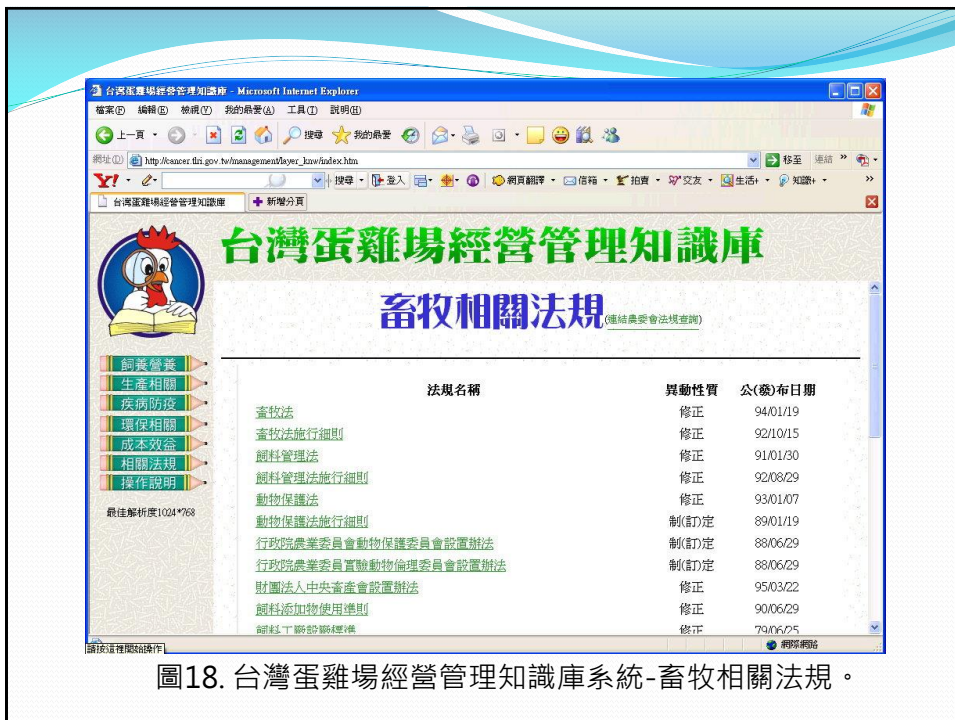 台灣蛋雞場經營管理知識庫 - Microsoft Internet Explorer
檔案(F) 編輯(E) 檢視(V) 我的最愛(A) 工具(T) 說明(H)
上一頁 搜尋 我的最愛
網址(D) http://cancer.tlri.gov.tw/management/layer_knw/index.htm 移至 連結 »
Y! 搜尋 登入 網頁翻譯 信箱 拍賣 交友 生活+ 知識+ »
台灣蛋雞場經營管理知識庫 新增分頁
台灣蛋雞場經營管理知識庫
畜牧相關法規(連結農委會法規查詢)
飼養營養
生產相關
疾病防疫
環保相關
成本效益
相關法規
操作說明
最佳解析度1024*768
法規名稱 異動性質 公(發)布日期
畜牧法 修正 94/01/19
畜牧法施行細則 修正 92/10/15
飼料管理法 修正 91/01/30
飼料管理法施行細則 修正 92/08/29
動物保護法 修正 93/01/07
動物保護法施行細則 制(訂)定 89/01/19
行政院農業委員會動物保護委員會設置辦法 制(訂)定 88/06/29
行政院農業委員實驗動物倫理委員會設置辦法 制(訂)定 88/06/29
財團法人中央畜產會設置辦法 修正 95/03/22
飼料添加物使用準則 修正 90/06/29
飼料工廠設廠標準 修正 79/06/25
請按這裡開始操作 網際網路
圖18. 台灣蛋雞場經營管理知識庫系統-畜牧相關法規。